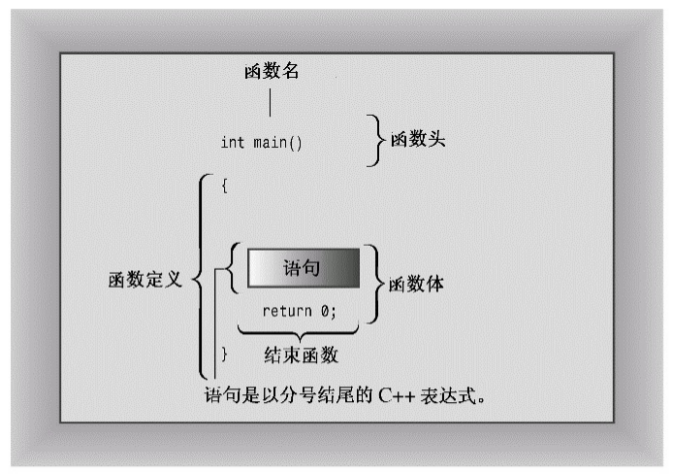 函数名
int main()
函数头
{
语句
函数定义
函数体
return 0;
}
结束函数
语句是以分号结尾的 C++ 表达式。